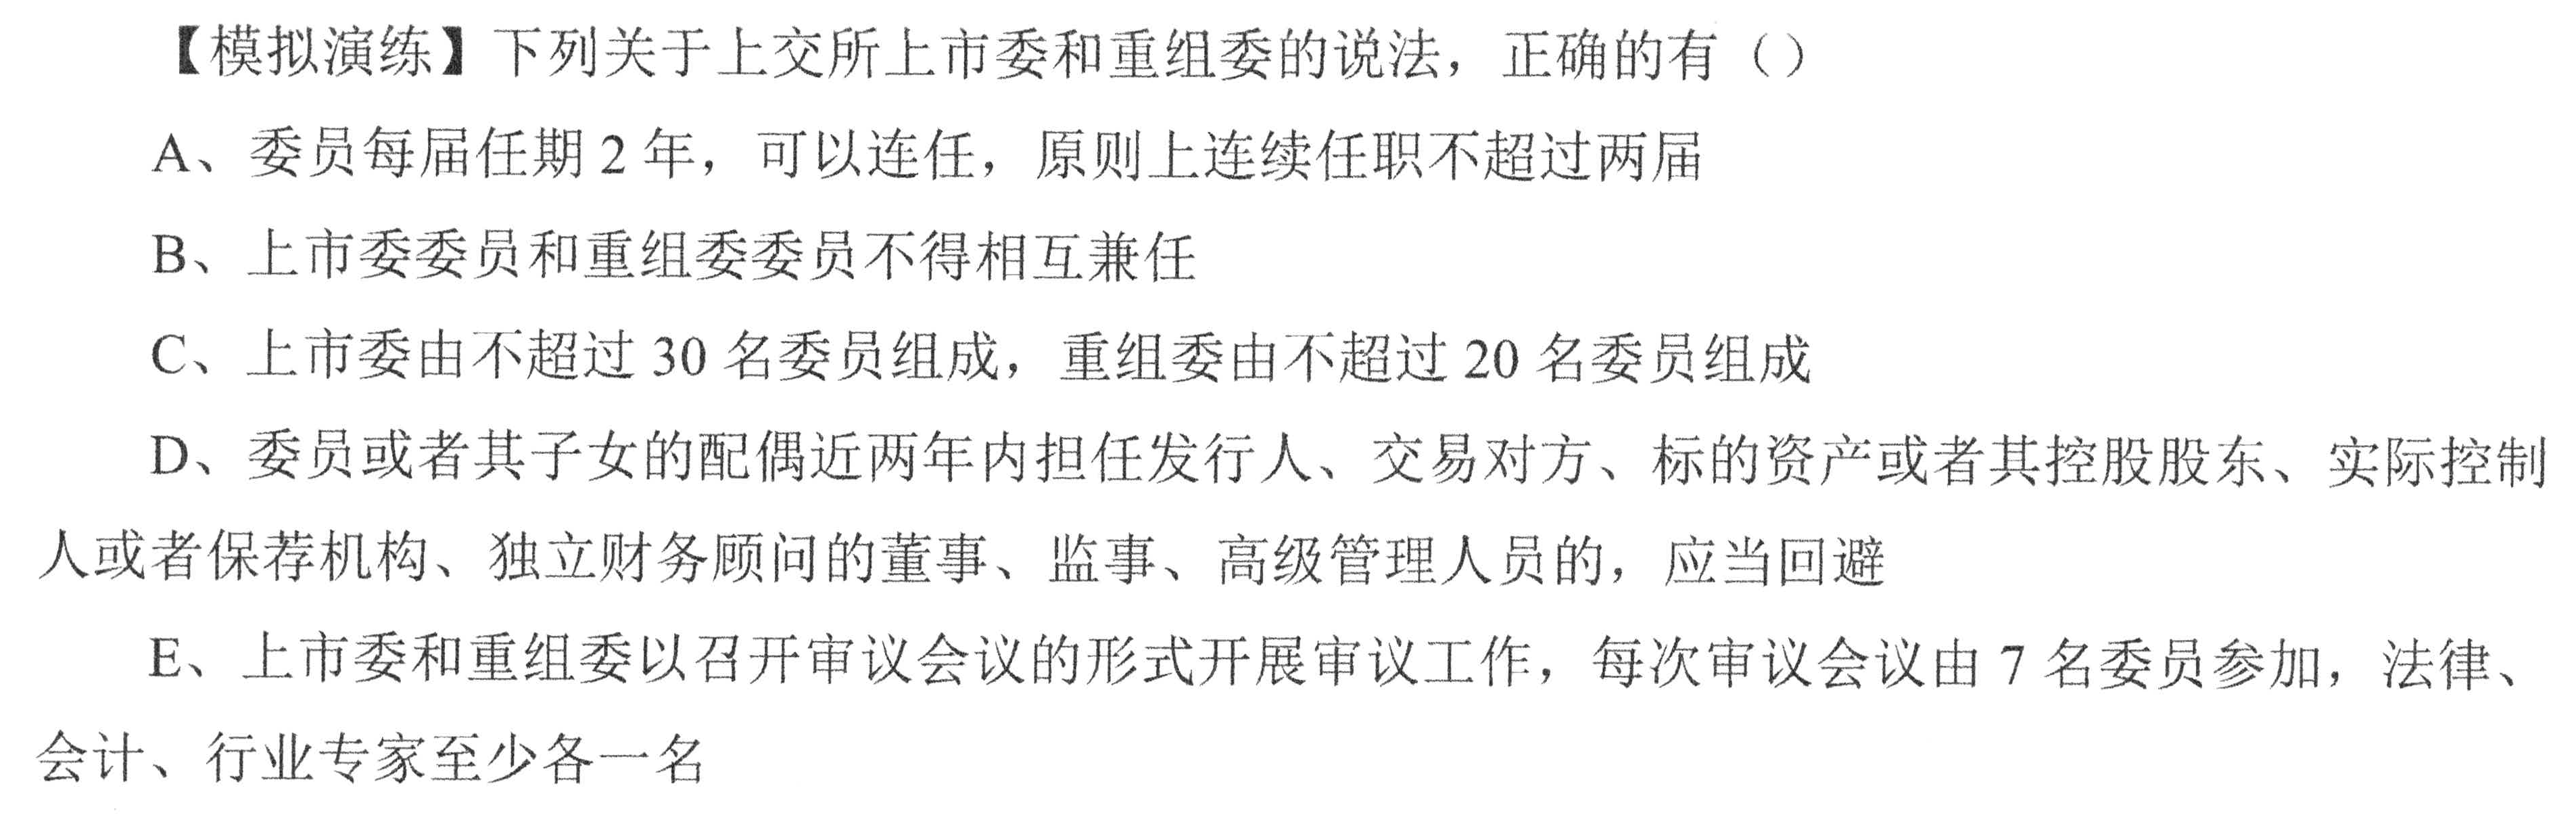 【模拟演练】下列关于上交所上市委和重组委的说法，正确的有（）
A、委员每届任期 2 年，可以连任，原则上连续任职不超过两届
B、上市委委员和重组委委员不得相互兼任
C、上市委由不超过 30 名委员组成，重组委由不超过 20 名委员组成
D、委员或者其子女的配偶近两年内担任发行人、交易对方、标的资产或者其控股股东、实际控制
人或者保荐机构、独立财务顾问的董事、监事、高级管理人员的，应当回避
E、上市委和重组委以召开审议会议的形式开展审议工作，每次审议会议由 7 名委员参加，法律、
会计、行业专家至少各一名